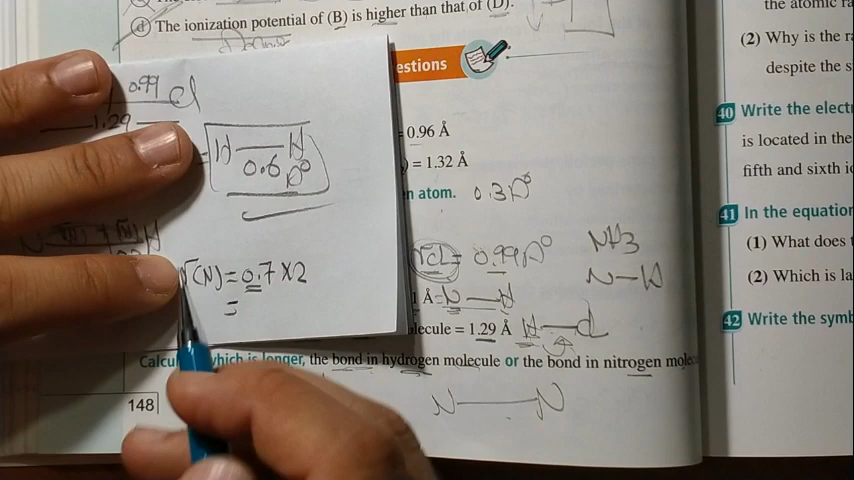 d The ionization potential of (B) is higher than that of (D).
estions
= 0.96 Å
) = 1.32 Å
n atom. 0.3 A°
rCl = 0.99 A°
1 Å = N — H
lecule = 1.29 Å H — Cl
Calcu which is longer, the bond in hydrogen molecule or the bond in nitrogen mole
N — N
148
NH3
N — H
0.99 Cl
1.29
= H — H
0.6 A°
r(N) = 0.7 × 2
=
the atomic ra
(2) Why is the ra
despite the s
40 Write the electr
is located in the
fifth and sixth
41 In the equation
(1) What does
(2) Which is la
42 Write the symb